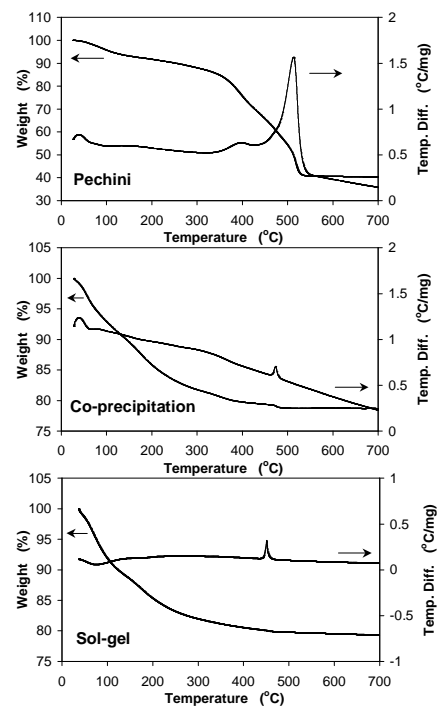 110
100
90
80
70
60
50
40
30
Weight (%)
2
1.5
1
0.5
0
Temp. Diff. (°C/mg)
Pechini
0 100 200 300 400 500 600 700
Temperature (°C)
105
100
95
90
85
80
75
Weight (%)
2
1.5
1
0.5
0
Temp. Diff. (°C/mg)
Co-precipitation
0 100 200 300 400 500 600 700
Temperature (°C)
105
100
95
90
85
80
75
Weight (%)
1
0.5
0
-0.5
-1
Temp. Diff. (°C/mg)
Sol-gel
0 100 200 300 400 500 600 700
Temperature (°C)